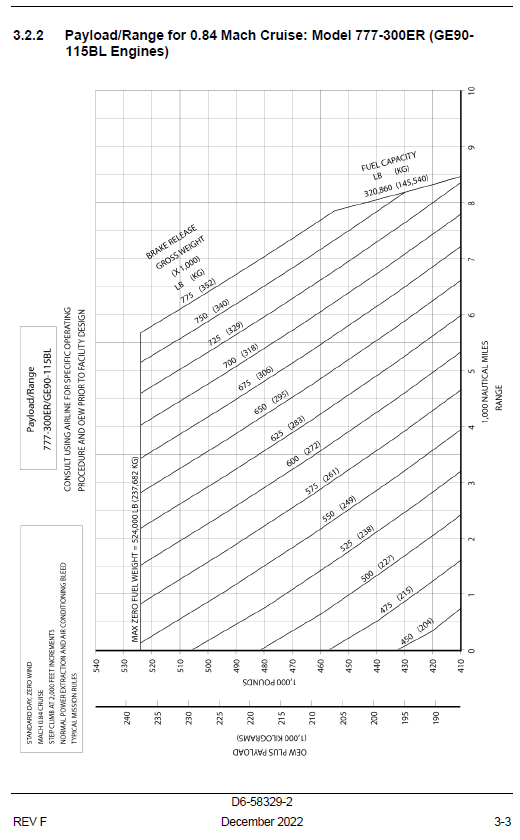 3.2.2 Payload/Range for 0.84 Mach Cruise: Model 777-300ER (GE90-
115BL Engines)
STANDARD DAY, ZERO WIND
MACH 0.84 CRUISE
STEP CLIMB AT 2,000 FEET INCREMENTS
NORMAL POWER EXTRACTION AND AIR CONDITIONING BLEED
TYPICAL MISSION RULES
Payload/Range
777-300ER/GE90-115BL
CONSULT USING AIRLINE FOR SPECIFIC OPERATING
PROCEDURE AND OEW PRIOR TO FACILITY DESIGN
OEW PLUS PAYLOAD
(1,000 KILOGRAMS)
240
235
230
225
220
215
210
205
200
195
190
1,000 POUNDS
540
530
520
510
500
490
480
470
460
450
440
430
420
410
MAX ZERO FUEL WEIGHT = 524,000 LB (237,682 KG)
BRAKE RELEASE
GROSS WEIGHT
(X 1,000)
LB (KG)
775 (352)
750 (340)
725 (329)
700 (318)
675 (306)
650 (295)
625 (283)
600 (272)
575 (261)
550 (249)
525 (238)
500 (227)
475 (215)
450 (204)
FUEL CAPACITY
LB (KG)
320,860 (145,540)
0
1
2
3
4
5
6
7
8
9
10
1,000 NAUTICAL MILES
RANGE
D6-58329-2
REV F December 2022 3-3